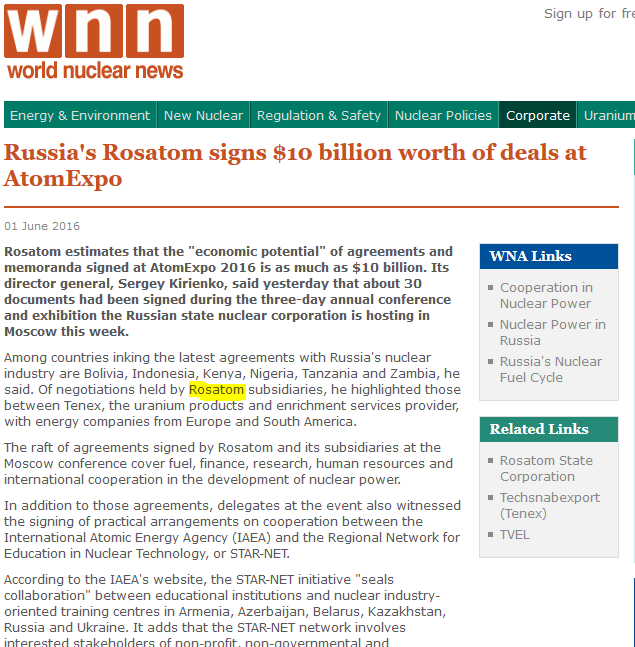 Sign up for fre
wnn
world nuclear news
Energy & Environment New Nuclear Regulation & Safety Nuclear Policies Corporate Uranium
Russia's Rosatom signs $10 billion worth of deals at
AtomExpo
01 June 2016
Rosatom estimates that the "economic potential" of agreements and
memoranda signed at AtomExpo 2016 is as much as $10 billion. Its
director general, Sergey Kirienko, said yesterday that about 30
documents had been signed during the three-day annual conference
and exhibition the Russian state nuclear corporation is hosting in
Moscow this week.
Among countries inking the latest agreements with Russia's nuclear
industry are Bolivia, Indonesia, Kenya, Nigeria, Tanzania and Zambia, he
said. Of negotiations held by Rosatom subsidiaries, he highlighted those
between Tenex, the uranium products and enrichment services provider,
with energy companies from Europe and South America.
The raft of agreements signed by Rosatom and its subsidiaries at the
Moscow conference cover fuel, finance, research, human resources and
international cooperation in the development of nuclear power.
In addition to those agreements, delegates at the event also witnessed
the signing of practical arrangements on cooperation between the
International Atomic Energy Agency (IAEA) and the Regional Network for
Education in Nuclear Technology, or STAR-NET.
According to the IAEA's website, the STAR-NET initiative "seals
collaboration" between educational institutions and nuclear industry-
oriented training centres in Armenia, Azerbaijan, Belarus, Kazakhstan,
Russia and Ukraine. It adds that the STAR-NET network involves
interested stakeholders of non-profit, non-governmental and
WNA Links
Cooperation in
Nuclear Power
Nuclear Power in
Russia
Russia's Nuclear
Fuel Cycle
Related Links
Rosatom State
Corporation
Techsnabexport
(Tenex)
TVEL